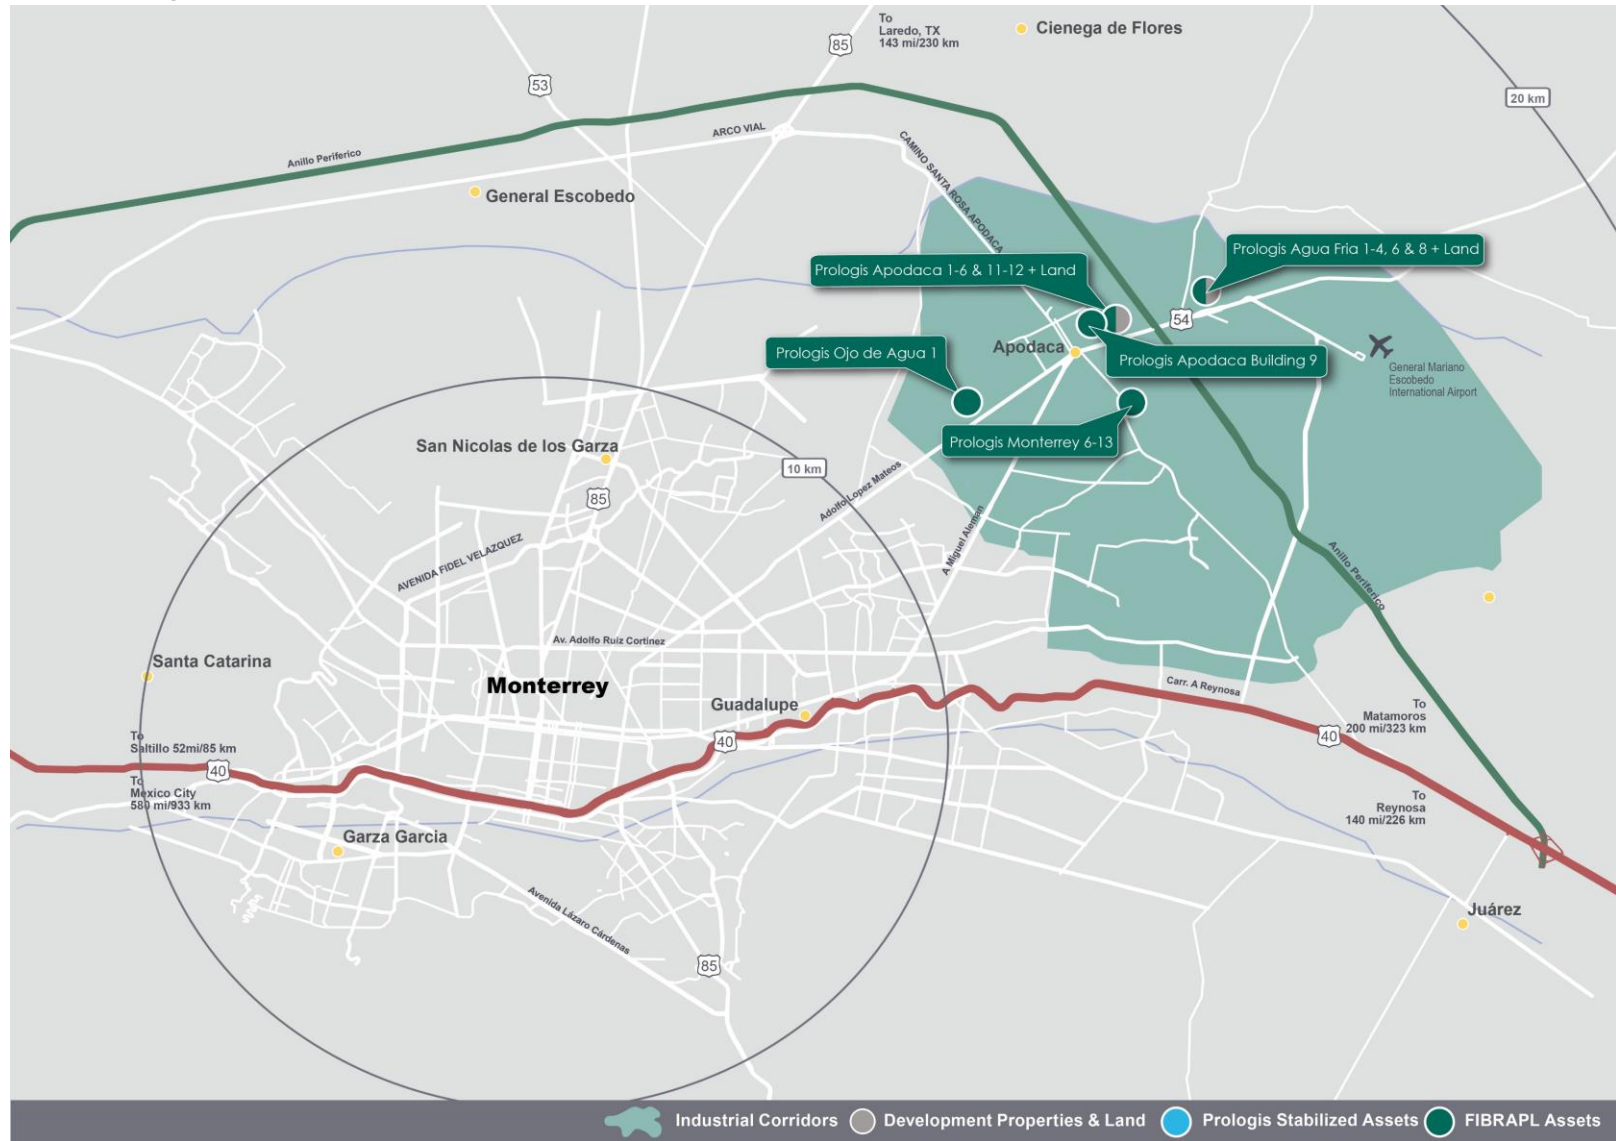 To
Laredo, TX
143 mi/230 km
85
Cienega de Flores
53
20 km
ARCO VIAL
CAMINO SANTA ROSA APODACA
Anillo Periferico
General Escobedo
Prologis Agua Fria 1-4, 6 & 8 + Land
Prologis Apodaca 1-6 & 11-12 + Land
54
Apodaca
Prologis Ojo de Agua 1
Prologis Apodaca Building 9
General Mariano
Escobedo
International Airport
Prologis Monterrey 6-13
San Nicolas de los Garza
10 km
85
Adolfo Lopez Mateos
A Miguel Aleman
AVENIDA FIDEL VELAZQUEZ
Anillo Periferico
Av. Adolfo Ruiz Cortinez
Santa Catarina
Monterrey
Guadalupe
Carr. A Reynosa
To
Matamoros
200 mi/323 km
40
To
Saltillo 52mi/85 km
40
40
To
Mexico City
580 mi/933 km
To
Reynosa
140 mi/226 km
Garza Garcia
Avenida Lázaro Cárdenas
Juárez
85
Industrial Corridors
Development Properties & Land
Prologis Stabilized Assets
FIBRAPL Assets